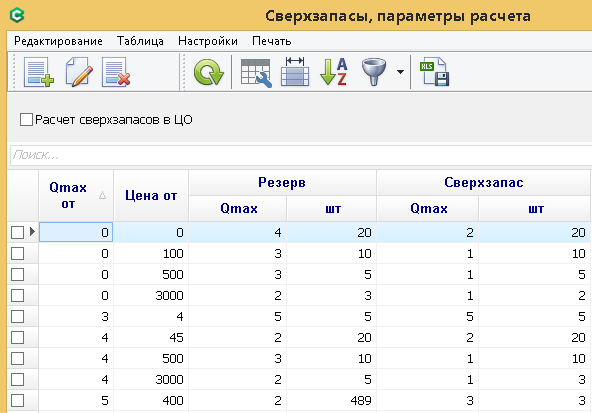 Сверхзапасы, параметры расчета
Редактирование Таблица Настройки Печать
A Z XLS
Расчет сверхзапасов в ЦО
Поиск...
Qmax от Цена от Резерв Сверхзапас
Qmax шт Qmax шт
0 0 4 20 2 20
0 100 3 10 1 10
0 500 3 5 1 5
0 3000 2 3 1 2
3 4 5 5 5 5
4 45 2 20 2 20
4 500 3 10 1 10
4 3000 2 5 1 3
5 400 2 489 3 3